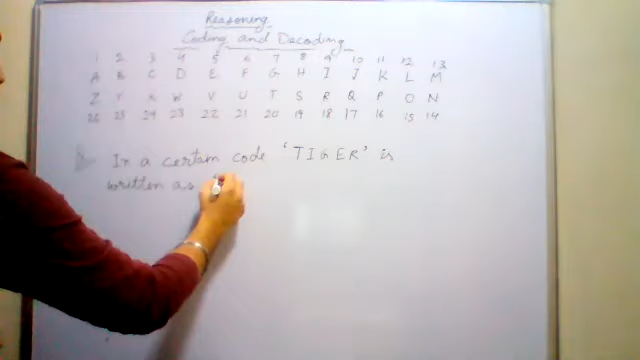 Reasoning
Coding and Decoding
1 2 3 4 5 6 7 8 9 10 11 12 13
A B C D E F G H I J K L M
Z Y X W V U T S R Q P O N
26 25 24 23 22 21 20 19 18 17 16 15 14
In a certain code 'TIGER' is
written as